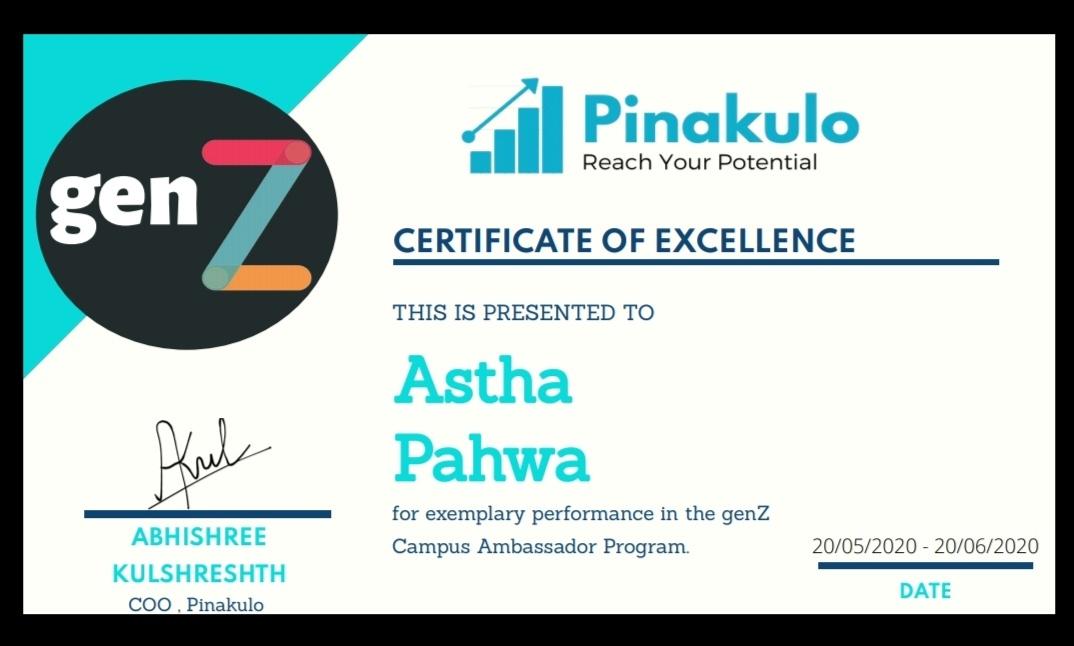 genZ
Pinakulo
Reach Your Potential
CERTIFICATE OF EXCELLENCE
THIS IS PRESENTED TO
Astha
Pahwa
for exemplary performance in the genZ
Campus Ambassador Program.
ABHISHREE
KULSHRESHTH
COO , Pinakulo
20/05/2020 - 20/06/2020
DATE